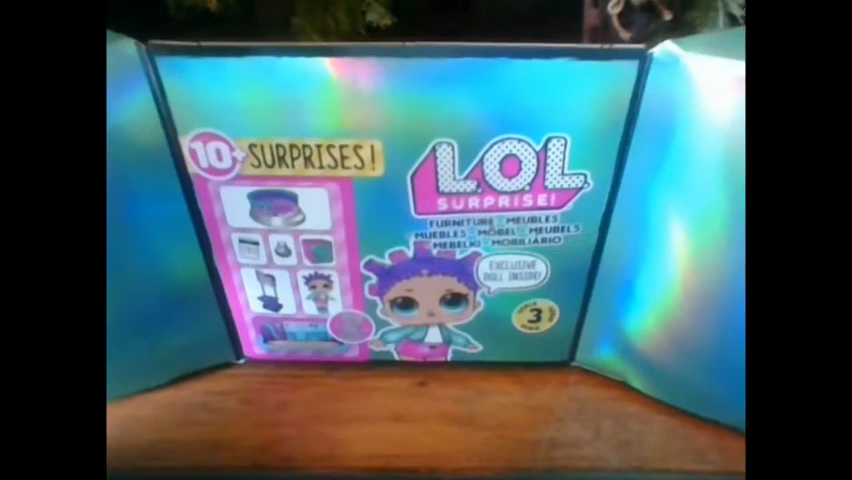 10+ SURPRISES!
L.O.L.
SURPRISE!
FURNITURE - MEUBLES
MUEBLES - MÖBEL - MEUBELS
MEBELKI - MOBILIÁRIO
EXCLUSIVE
DOLL INSIDE!
3